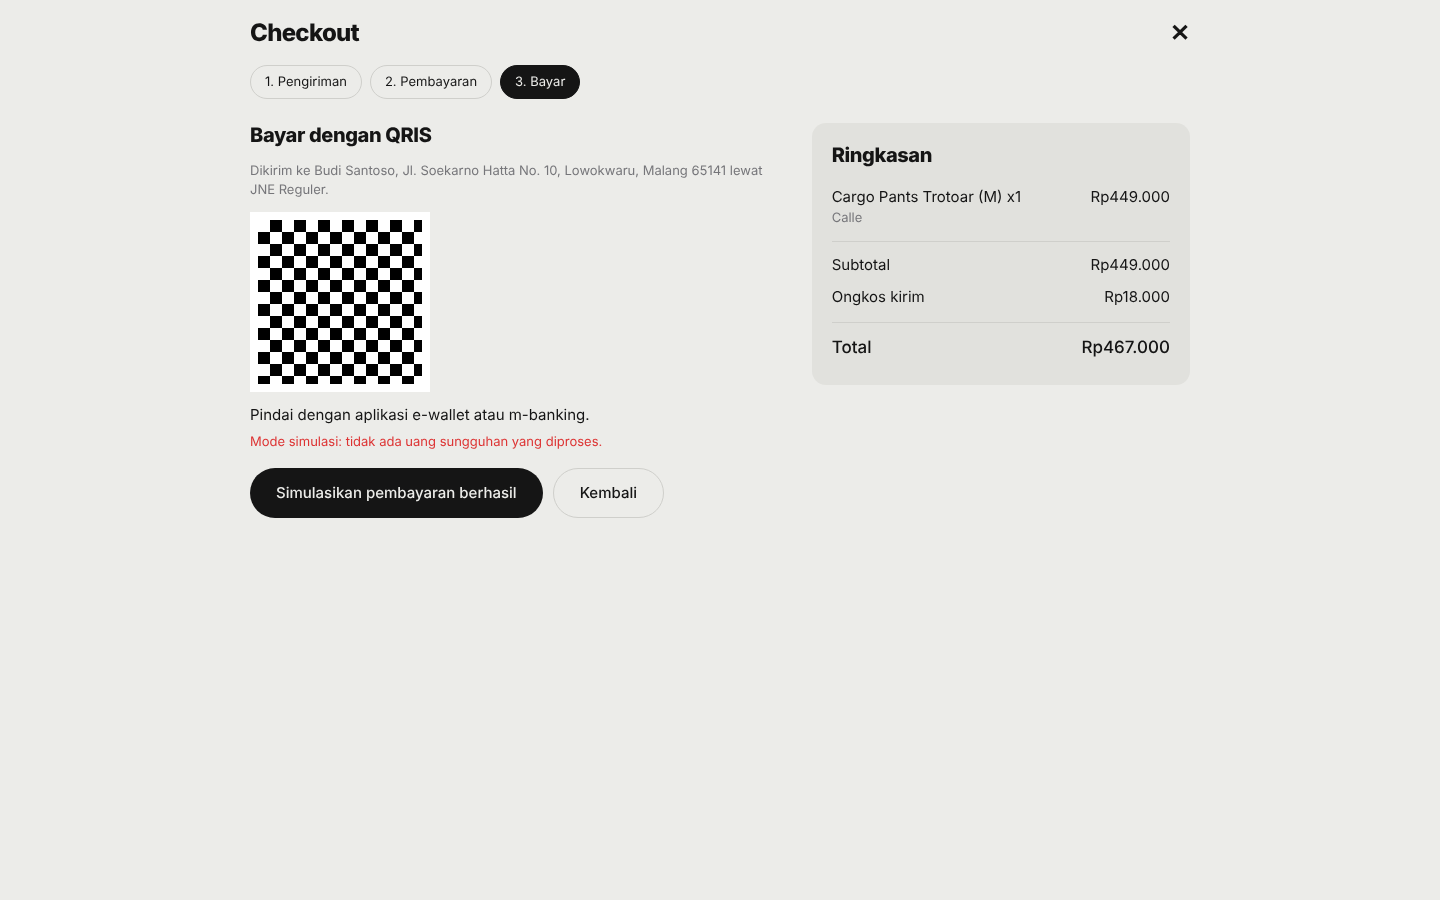 Checkout
✕
1. Pengiriman
2. Pembayaran
3. Bayar
Bayar dengan QRIS
Dikirim ke Budi Santoso, Jl. Soekarno Hatta No. 10, Lowokwaru, Malang 65141 lewat
JNE Reguler.
Pindai dengan aplikasi e-wallet atau m-banking.
Mode simulasi: tidak ada uang sungguhan yang diproses.
Simulasikan pembayaran berhasil
Kembali
Ringkasan
Cargo Pants Trotoar (M) x1 Rp449.000
Calle
Subtotal Rp449.000
Ongkos kirim Rp18.000
Total Rp467.000